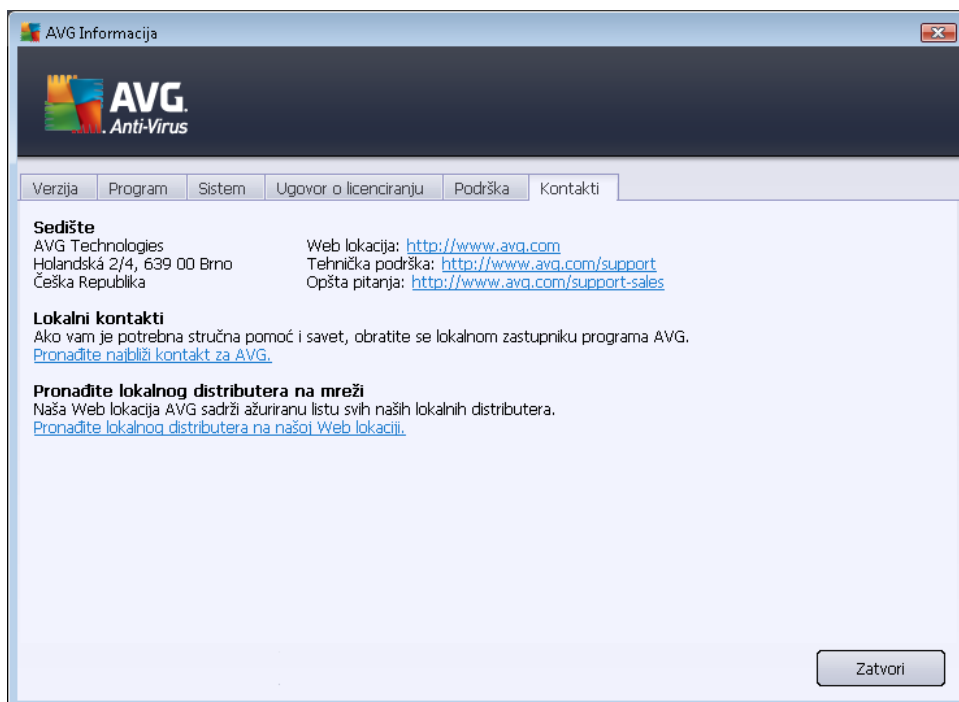 AVG Informacija
AVG.
Anti-Virus
Verzija Program Sistem Ugovor o licenciranju Podrška Kontakti
Sedište
AVG Technologies Web lokacija: http://www.avg.com
Holandská 2/4, 639 00 Brno Tehnička podrška: http://www.avg.com/support
Češka Republika Opšta pitanja: http://www.avg.com/support-sales
Lokalni kontakti
Ako vam je potrebna stručna pomoć i savet, obratite se lokalnom zastupniku programa AVG.
Pronađite najbliži kontakt za AVG.
Pronađite lokalnog distributera na mreži
Naša Web lokacija AVG sadrži ažuriranu listu svih naših lokalnih distributera.
Pronađite lokalnog distributera na našoj Web lokaciji.
Zatvori